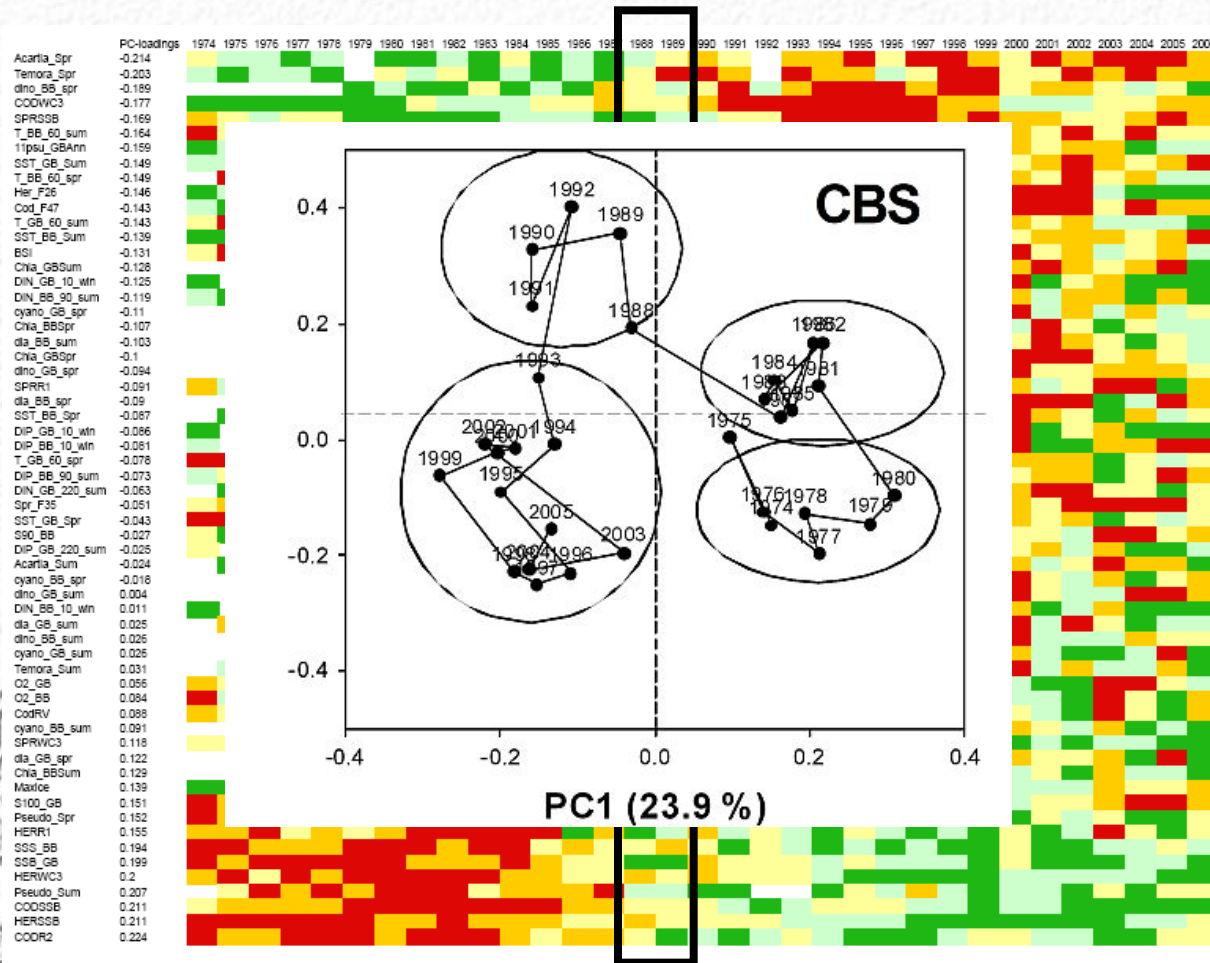 PC-loadings 1974 1975 1976 1977 1978 1979 1980 1981 1982 1983 1984 1985 1986 1988 1989 1990 1991 1992 1993 1994 1995 1996 1997 1998 1999 2000 2001 2002 2003 2004 2005
Acartia_Spr -0.214
Temora_Spr -0.203
dino_BB_spr -0.189
CODWC3 -0.177
SPRSSB -0.169
T_BB_60_sum -0.164
11psu_GBAnn -0.159
SST_GB_Sum -0.149
T_BB_60_spr -0.149
Her_F26 -0.146
Cod_F47 -0.143
T_GB_60_sum -0.143
SST_BB_Sum -0.139
BSI -0.131
Chla_GBSum -0.128
DIN_GB_10_win -0.125
DIN_BB_90_sum -0.119
cyano_GB_spr -0.11
Chla_BBSpr -0.107
dia_BB_sum -0.103
Chla_GBSpr -0.1
dino_GB_spr -0.094
SPRR1 -0.091
dia_BB_spr -0.09
SST_BB_Spr -0.087
DIP_GB_10_win -0.086
DIP_BB_10_win -0.081
T_GB_60_spr -0.078
DIP_BB_90_sum -0.073
DIN_GB_220_sum -0.063
Spr_F35 -0.051
SST_GB_Spr -0.043
S90_BB -0.027
DIP_GB_220_sum -0.025
Acartia_Sum -0.024
cyano_BB_spr -0.018
dino_GB_sum 0.004
DIN_BB_10_win 0.011
dia_GB_sum 0.025
dino_BB_sum 0.026
cyano_GB_sum 0.026
Temora_Sum 0.031
O2_GB 0.056
O2_BB 0.084
CodRV 0.088
cyano_BB_sum 0.091
SPRWC3 0.118
dia_GB_spr 0.122
Chla_BBSum 0.129
MaxIce 0.139
S100_GB 0.151
Pseudo_Spr 0.152
HERR1 0.155
SSS_BB 0.194
SSB_GB 0.199
HERWC3 0.2
Pseudo_Sum 0.207
CODSSB 0.211
HERSSB 0.211
CODR2 0.224
CBS
0.4
0.2
0.0
-0.2
-0.4
1992
1990
1989
1991
1988
1993
1982
1984
1981
1975
2002
2001
1994
1999
1995
1980
1976
1978
1979
1974
2005
1977
2003
1996
-0.4 -0.2 0.0 0.2 0.4
PC1 (23.9 %)